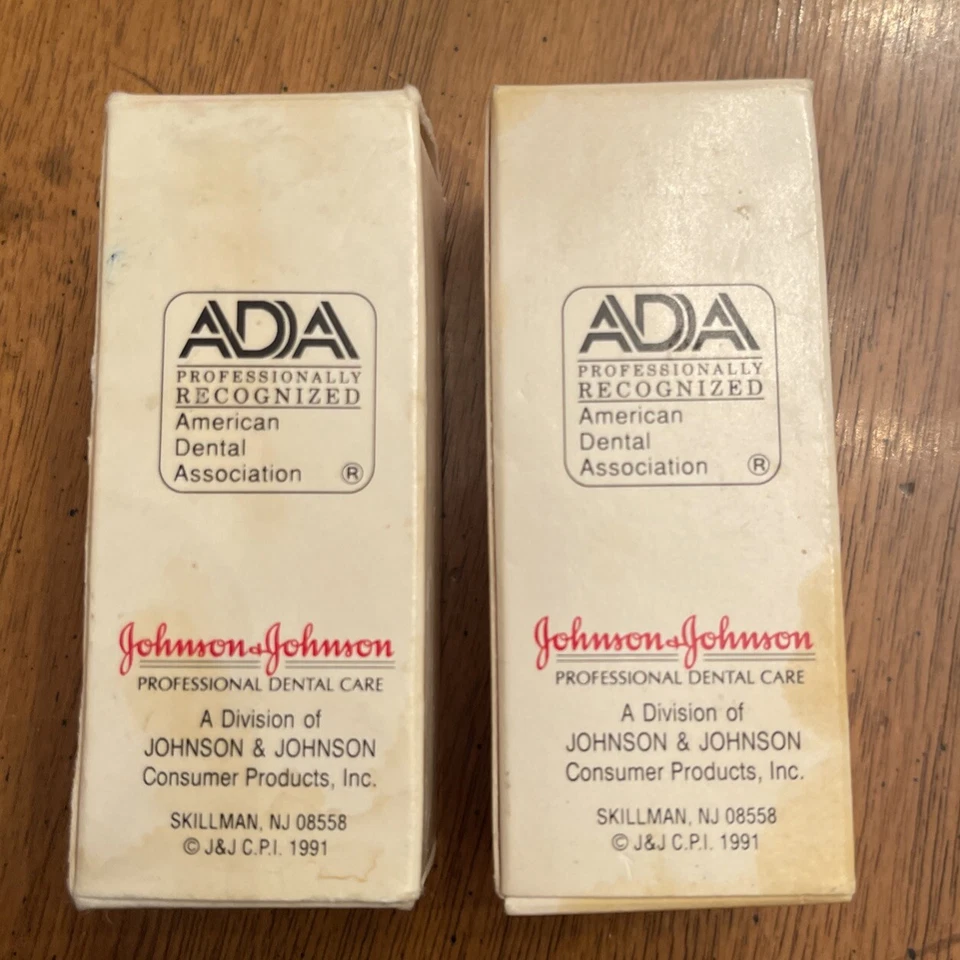 ADA
PROFESSIONALLY
RECOGNIZED
American
Dental
Association ®
Johnson & Johnson
PROFESSIONAL DENTAL CARE
A Division of
JOHNSON & JOHNSON
Consumer Products, Inc.
SKILLMAN, NJ 08558
© J&J C.P.I. 1991
ADA
PROFESSIONALLY
RECOGNIZED
American
Dental
Association ®
Johnson & Johnson
PROFESSIONAL DENTAL CARE
A Division of
JOHNSON & JOHNSON
Consumer Products, Inc.
SKILLMAN, NJ 08558
© J&J C.P.I. 1991